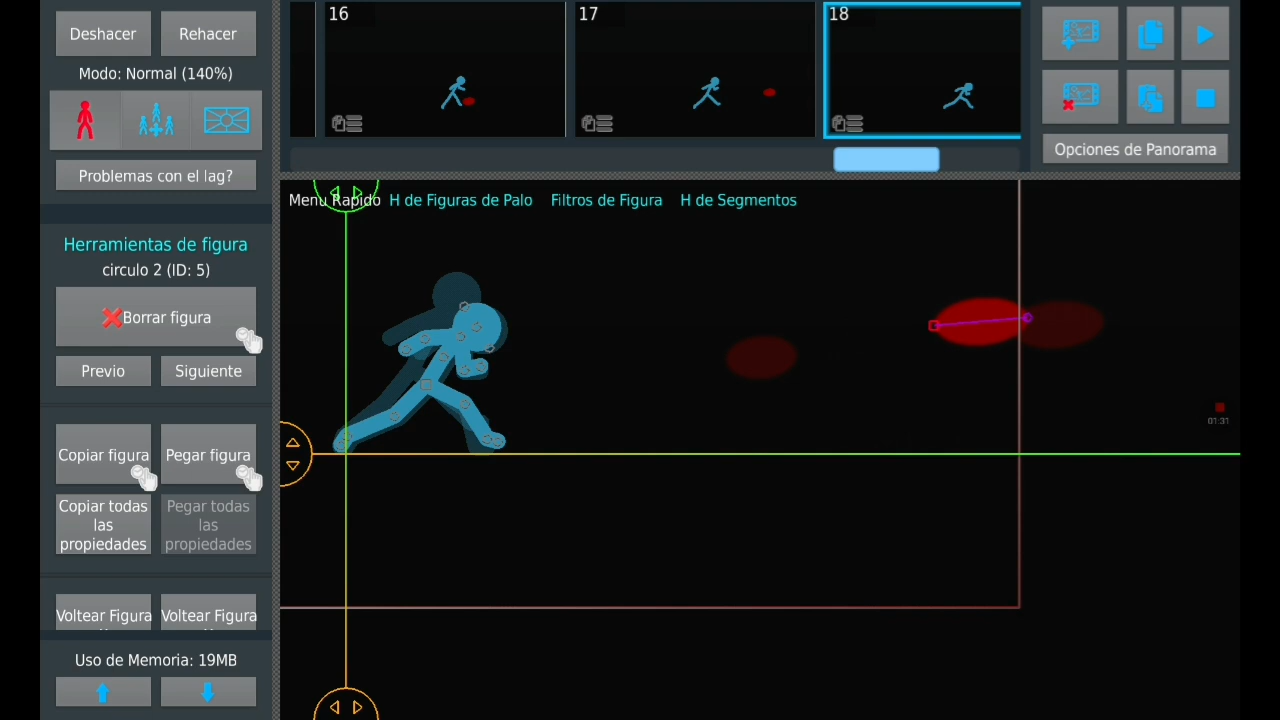 Deshacer
Rehacer
Modo: Normal (140%)
Problemas con el lag?
Herramientas de figura
circulo 2 (ID: 5)
❌Borrar figura
Previo
Siguiente
Copiar figura
Pegar figura
Copiar todas
las
propiedades
Pegar todas
las
propiedades
Voltear Figura
Voltear Figura
Uso de Memoria: 19MB
16
17
18
Opciones de Panorama
Menu Rapido
H de Figuras de Palo
Filtros de Figura
H de Segmentos
01:31